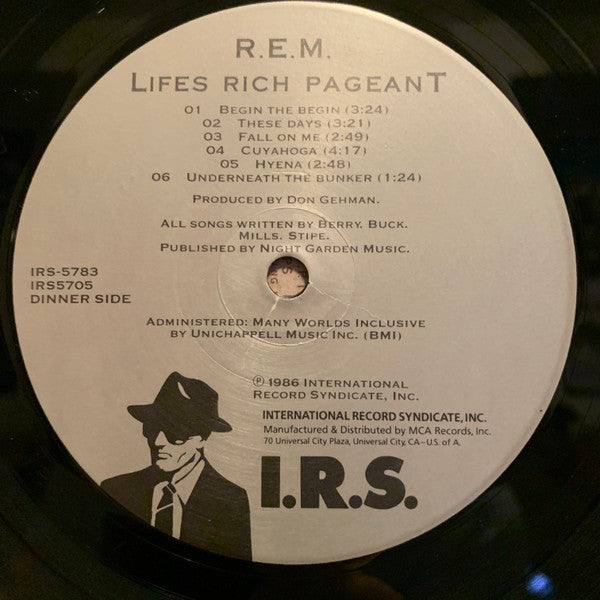 R.E.M.
LIFES RICH PAGEANT
01 BEGIN THE BEGIN (3:24)
02 THESE DAYS (3:21)
03 FALL ON ME (2:49)
04 CUYAHOGA (4:17)
05 HYENA (2:48)
06 UNDERNEATH THE BUNKER (1:24)
PRODUCED BY DON GEHMAN.
ALL SONGS WRITTEN BY BERRY. BUCK.
MILLS. STIPE.
PUBLISHED BY NIGHT GARDEN MUSIC.
IRS-5783
IRS5705
DINNER SIDE
ADMINISTERED: MANY WORLDS INCLUSIVE
BY UNICHAPPELL MUSIC INC. (BMI)
℗ 1986 INTERNATIONAL
RECORD SYNDICATE, INC.
INTERNATIONAL RECORD SYNDICATE, INC.
Manufactured & Distributed by MCA Records, Inc.
70 Universal City Plaza, Universal City, CA–U.S. of A.
I.R.S.